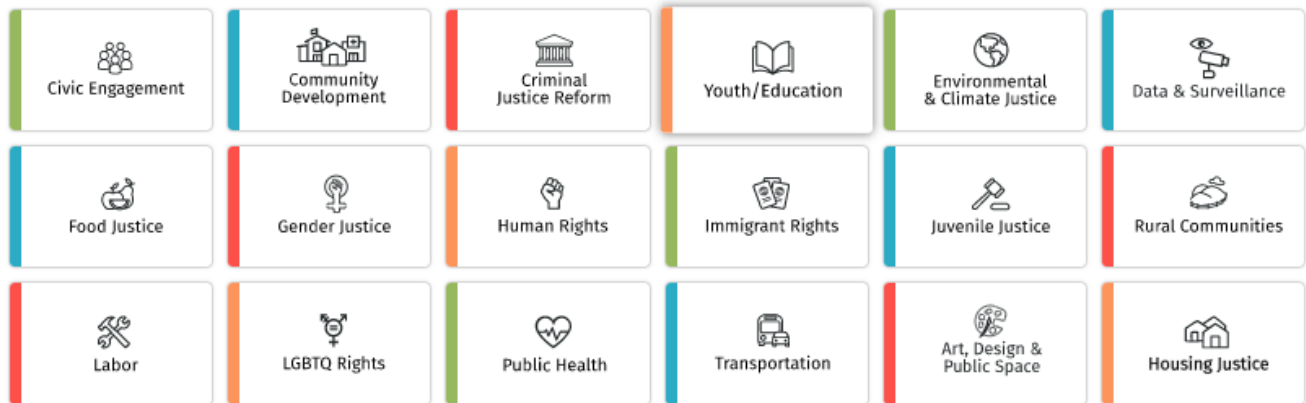 Civic Engagement
Community
Development
Criminal
Justice Reform
Youth/Education
Environmental
& Climate Justice
Data & Surveillance
Food Justice
Gender Justice
Human Rights
Immigrant Rights
Juvenile Justice
Rural Communities
Labor
LGBTQ Rights
Public Health
Transportation
Art, Design &
Public Space
Housing Justice